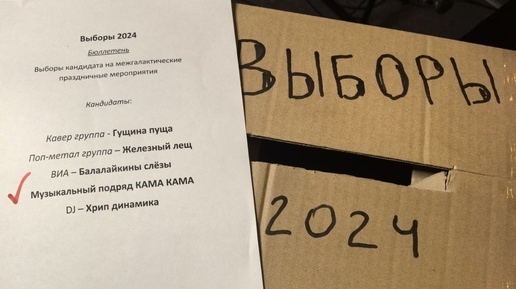 Выборы 2024
Бюллетень
Выборы кандидата на межгалактические
праздничные мероприятия
Кандидаты:
Кавер группа - Гущина пуща
Поп-метал группа – Железный лещ
ВИА – Балалайкины слёзы
Музыкальный подряд КАМА КАМА
DJ – Хрип динамика
ВЫБОРЫ
2024